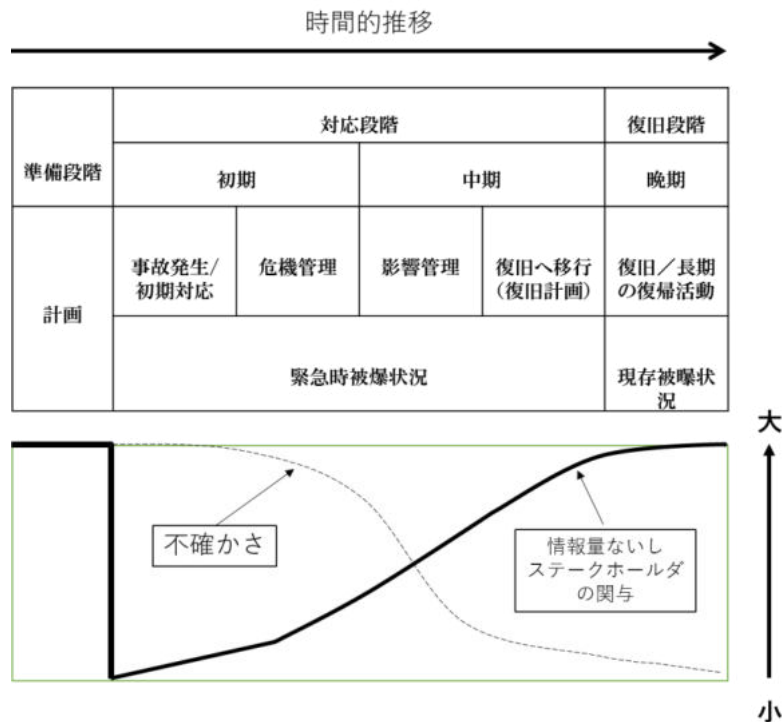 時間的推移
準備段階
対応段階
復旧段階
初期
中期
晩期
計画
事故発生/
初期対応
危機管理
影響管理
復旧へ移行
(復旧計画)
復旧／長期
の復帰活動
緊急時被爆状況
現存被曝状
況
大
不確かさ
情報量ないし
ステークホールダ
の関与
小